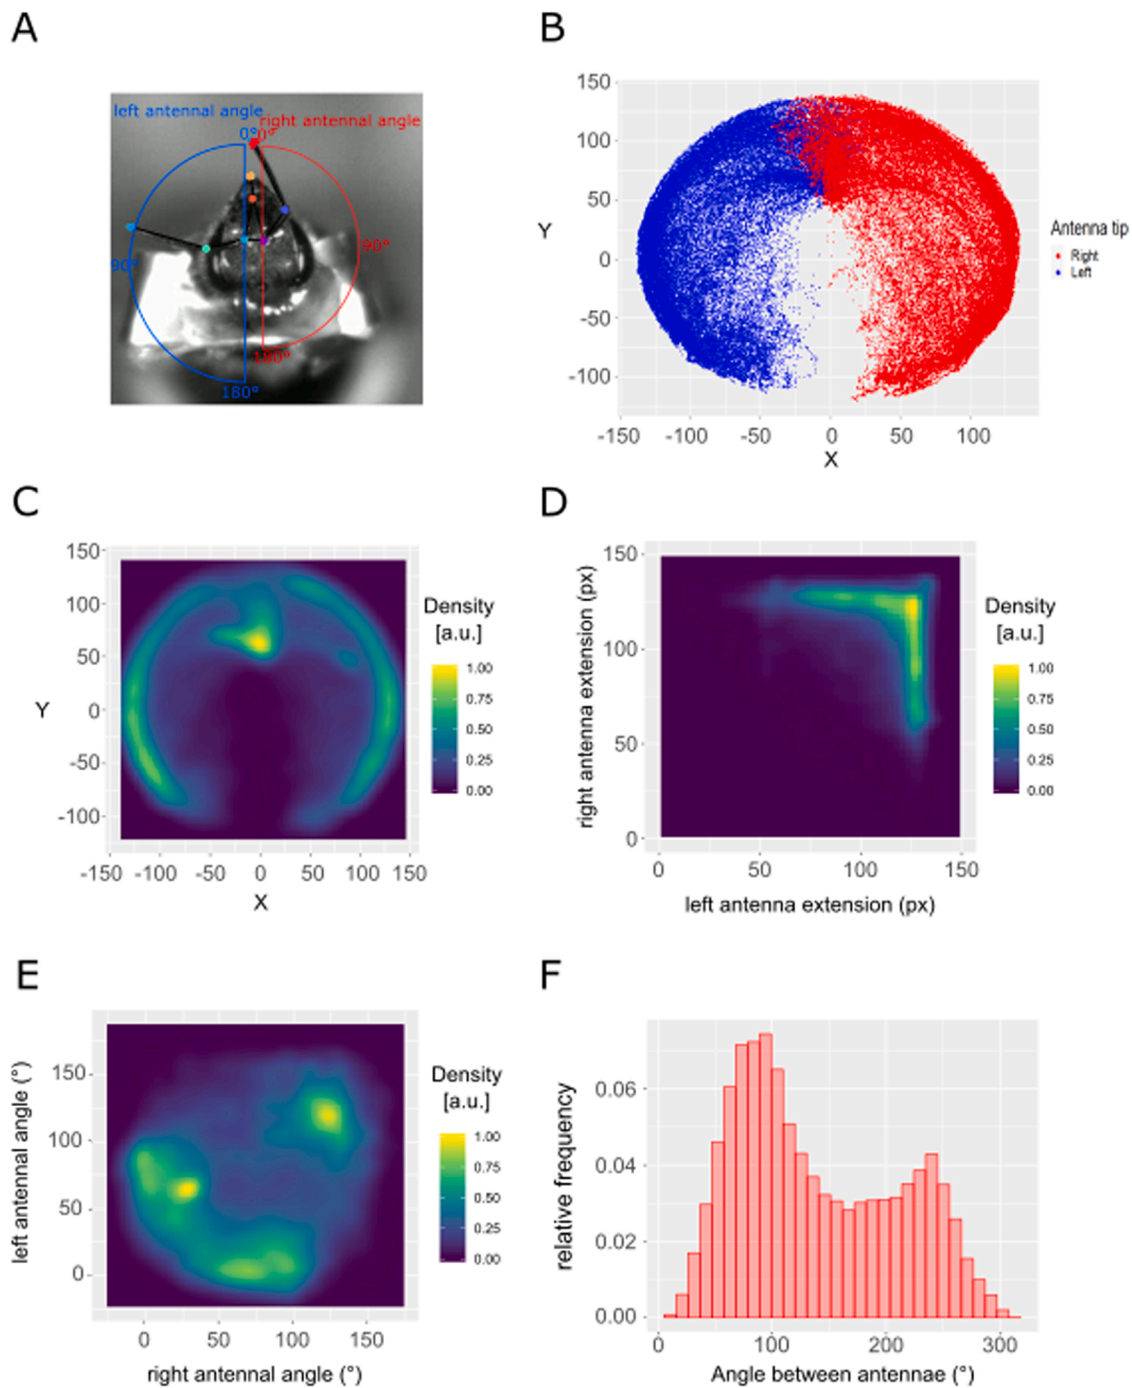 A
left antennal angle
right antennal angle
0°
0°
90°
90°
180°
180°
B
150
100
50
0
-50
-100
Y
-150
-100
-50
0
50
100
X
Antenna tip
Right
Left
C
150
100
50
0
-50
-100
Y
-150
-100
-50
0
50
100
150
X
Density
[a.u.]
1.00
0.75
0.50
0.25
0.00
D
right antenna extension (px)
150
100
50
0
0
50
100
150
left antenna extension (px)
Density
[a.u.]
1.00
0.75
0.50
0.25
0.00
E
left antennal angle (°)
150
100
50
0
0
50
100
150
right antennal angle (°)
Density
[a.u.]
1.00
0.75
0.50
0.25
0.00
F
relative frequency
0.06
0.04
0.02
0.00
0
100
200
300
Angle between antennae (°)